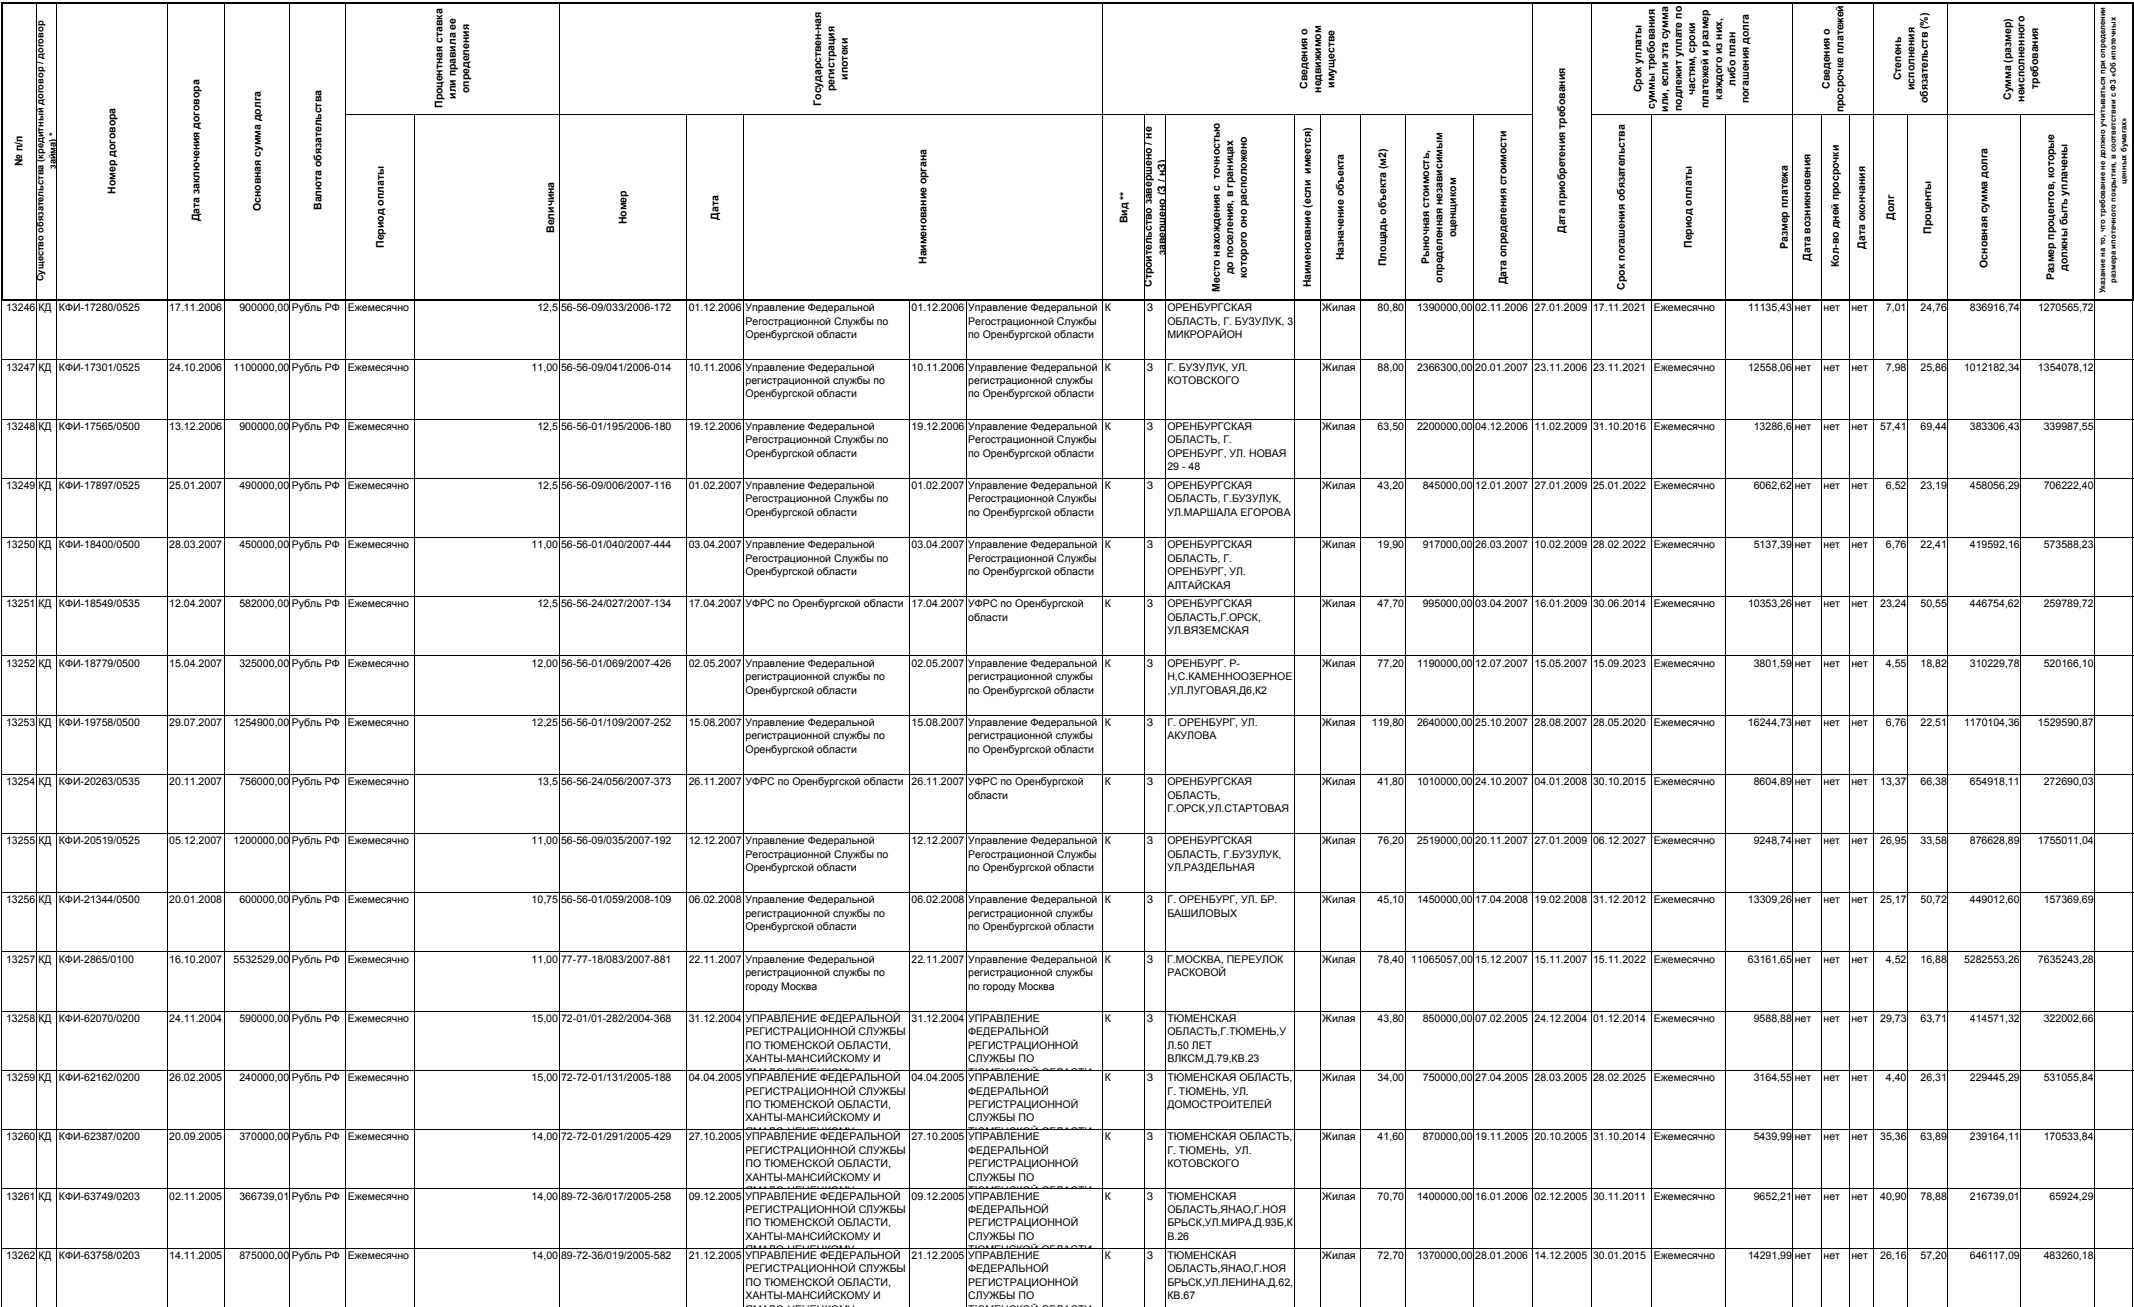 № п/п
Существо обязательства (кредитный договор / договор займа) *
Номер договора
Дата заключения договора
Основная сумма долга
Валюта обязательства
Процентная ставка или правила ее определения
Период оплаты
Величина
Государствен-ная регистрация ипотеки
Номер
Дата
Наименование органа
Сведения о недвижимом имуществе
Вид **
Строительство завершено / не завершено (З / нЗ)
Место нахождения с точностью до поселения, в границах которого оно расположено
Наименование (если имеется)
Назначение объекта
Площадь объекта (м2)
Рыночная стоимость, определенная независимым оценщиком
Дата определения стоимости
Дата приобретения требования
Срок уплаты суммы требования или, если эта сумма подлежит уплате по частям, сроки платежей и размер каждого из них, либо план погашения долга
Срок погашения обязательства
Период оплаты
Размер платежа
Сведения о просрочке платежей
Дата возникновения
Кол-во дней просрочки
Дата окончания
Степень исполнения обязательств (%)
Долг
Проценты
Сумма (размер) неисполненного требования
Основная сумма долга
Размер процентов, которые должны быть уплачены
Указание на то, что требование не должно учитываться при определении размера ипотечного покрытия, в соответствии с ФЗ «Об ипотечных ценных бумагах»
13246 КД КФИ-17280/0525 17.11.2006 900000,00 Рубль РФ Ежемесячно 12,5 56-56-09/033/2006-172 01.12.2006 Управление Федеральной Регострационной Службы по Оренбургской области 01.12.2006 Управление Федеральной Регострационной Службы по Оренбургской области К З ОРЕНБУРГСКАЯ ОБЛАСТЬ, Г. БУЗУЛУК, 3 МИКРОРАЙОН Жилая 80,80 1390000,00 02.11.2006 27.01.2009 17.11.2021 Ежемесячно 11135,43 нет нет нет 7,01 24,76 836916,74 1270565,72
13247 КД КФИ-17301/0525 24.10.2006 1100000,00 Рубль РФ Ежемесячно 11,00 56-56-09/041/2006-014 10.11.2006 Управление Федеральной регистрационной службы по Оренбургской области 10.11.2006 Управление Федеральной регистрационной службы по Оренбургской области К З Г. БУЗУЛУК, УЛ. КОТОВСКОГО Жилая 88,00 2366300,00 20.01.2007 23.11.2006 23.11.2021 Ежемесячно 12558,06 нет нет нет 7,98 25,86 1012182,34 1354078,12
13248 КД КФИ-17565/0500 13.12.2006 900000,00 Рубль РФ Ежемесячно 12,5 56-56-01/195/2006-180 19.12.2006 Управление Федеральной Регострационной Службы по Оренбургской области 19.12.2006 Управление Федеральной Регострационной Службы по Оренбургской области К З ОРЕНБУРГСКАЯ ОБЛАСТЬ, Г. ОРЕНБУРГ, УЛ. НОВАЯ 29 - 48 Жилая 63,50 2200000,00 04.12.2006 11.02.2009 31.10.2016 Ежемесячно 13286,6 нет нет нет 57,41 69,44 383306,43 339987,55
13249 КД КФИ-17897/0525 25.01.2007 490000,00 Рубль РФ Ежемесячно 12,5 56-56-09/006/2007-116 01.02.2007 Управление Федеральной Регострационной Службы по Оренбургской области 01.02.2007 Управление Федеральной Регострационной Службы по Оренбургской области К З ОРЕНБУРГСКАЯ ОБЛАСТЬ, Г.БУЗУЛУК, УЛ.МАРШАЛА ЕГОРОВА Жилая 43,20 845000,00 12.01.2007 27.01.2009 25.01.2022 Ежемесячно 6062,62 нет нет нет 6,52 23,19 458056,29 706222,40
13250 КД КФИ-18400/0500 28.03.2007 450000,00 Рубль РФ Ежемесячно 11,00 56-56-01/040/2007-444 03.04.2007 Управление Федеральной Регострационной Службы по Оренбургской области 03.04.2007 Управление Федеральной Регострационной Службы по Оренбургской области К З ОРЕНБУРГСКАЯ ОБЛАСТЬ, Г. ОРЕНБУРГ, УЛ. АЛТАЙСКАЯ Жилая 19,90 917000,00 26.03.2007 10.02.2009 28.02.2022 Ежемесячно 5137,39 нет нет нет 6,76 22,41 419592,16 573588,23
13251 КД КФИ-18549/0535 12.04.2007 582000,00 Рубль РФ Ежемесячно 12,5 56-56-24/027/2007-134 17.04.2007 УФРС по Оренбургской области 17.04.2007 УФРС по Оренбургской области К З ОРЕНБУРГСКАЯ ОБЛАСТЬ,Г.ОРСК, УЛ.ВЯЗЕМСКАЯ Жилая 47,70 995000,00 03.04.2007 16.01.2009 30.06.2014 Ежемесячно 10353,26 нет нет нет 23,24 50,55 446754,62 259789,72
13252 КД КФИ-18779/0500 15.04.2007 325000,00 Рубль РФ Ежемесячно 12,00 56-56-01/069/2007-426 02.05.2007 Управление Федеральной регистрационной службы по Оренбургской области 02.05.2007 Управление Федеральной регистрационной службы по Оренбургской области К З ОРЕНБУРГ. Р-Н,С.КАМЕННООЗЕРНОЕ,УЛ.ЛУГОВАЯ,Д6,К2 Жилая 77,20 1190000,00 12.07.2007 15.05.2007 15.09.2023 Ежемесячно 3801,59 нет нет нет 4,55 18,82 310229,78 520166,10
13253 КД КФИ-19758/0500 29.07.2007 1254900,00 Рубль РФ Ежемесячно 12,25 56-56-01/109/2007-252 15.08.2007 Управление Федеральной регистрационной службы по Оренбургской области 15.08.2007 Управление Федеральной регистрационной службы по Оренбургской области К З Г. ОРЕНБУРГ, УЛ. АКУЛОВА Жилая 119,80 2640000,00 25.10.2007 28.08.2007 28.05.2020 Ежемесячно 16244,73 нет нет нет 6,76 22,51 1170104,36 1529590,87
13254 КД КФИ-20263/0535 20.11.2007 756000,00 Рубль РФ Ежемесячно 13,5 56-56-24/056/2007-373 26.11.2007 УФРС по Оренбургской области 26.11.2007 УФРС по Оренбургской области К З ОРЕНБУРГСКАЯ ОБЛАСТЬ, Г.ОРСК,УЛ.СТАРТОВАЯ Жилая 41,80 1010000,00 24.10.2007 04.01.2008 30.10.2015 Ежемесячно 8604,89 нет нет нет 13,37 66,38 654918,11 272690,03
13255 КД КФИ-20519/0525 05.12.2007 1200000,00 Рубль РФ Ежемесячно 11,00 56-56-09/035/2007-192 12.12.2007 Управление Федеральной Регострационной Службы по Оренбургской области 12.12.2007 Управление Федеральной Регострационной Службы по Оренбургской области К З ОРЕНБУРГСКАЯ ОБЛАСТЬ, Г.БУЗУЛУК, УЛ.РАЗДЕЛЬНАЯ Жилая 76,20 2519000,00 20.11.2007 27.01.2009 06.12.2027 Ежемесячно 9248,74 нет нет нет 26,95 33,58 876628,89 1755011,04
13256 КД КФИ-21344/0500 20.01.2008 600000,00 Рубль РФ Ежемесячно 10,75 56-56-01/059/2008-109 06.02.2008 Управление Федеральной регистрационной службы по Оренбургской области 06.02.2008 Управление Федеральной регистрационной службы по Оренбургской области К З Г. ОРЕНБУРГ, УЛ. БР. БАШИЛОВЫХ Жилая 45,10 1450000,00 17.04.2008 19.02.2008 31.12.2012 Ежемесячно 13309,26 нет нет нет 25,17 50,72 449012,60 157369,69
13257 КД КФИ-2865/0100 16.10.2007 5532529,00 Рубль РФ Ежемесячно 11,00 77-77-18/083/2007-881 22.11.2007 Управление Федеральной регистрационной службы по городу Москва 22.11.2007 Управление Федеральной регистрационной службы по городу Москва К З Г.МОСКВА, ПЕРЕУЛОК РАСКОВОЙ Жилая 78,40 11065057,00 15.12.2007 15.11.2007 15.11.2022 Ежемесячно 63161,65 нет нет нет 4,52 16,88 5282553,26 7635243,28
13258 КД КФИ-62070/0200 24.11.2004 590000,00 Рубль РФ Ежемесячно 15,00 72-01/01-282/2004-368 31.12.2004 УПРАВЛЕНИЕ ФЕДЕРАЛЬНОЙ РЕГИСТРАЦИОННОЙ СЛУЖБЫ ПО ТЮМЕНСКОЙ ОБЛАСТИ, ХАНТЫ-МАНСИЙСКОМУ И 31.12.2004 УПРАВЛЕНИЕ ФЕДЕРАЛЬНОЙ РЕГИСТРАЦИОННОЙ СЛУЖБЫ ПО К З ТЮМЕНСКАЯ ОБЛАСТЬ,Г.ТЮМЕНЬ,УЛ.50 ЛЕТ ВЛКСМ,Д.79,КВ.23 Жилая 43,80 850000,00 07.02.2005 24.12.2004 01.12.2014 Ежемесячно 9588,88 нет нет нет 29,73 63,71 414571,32 322002,66
13259 КД КФИ-62162/0200 26.02.2005 240000,00 Рубль РФ Ежемесячно 15,00 72-72-01/131/2005-188 04.04.2005 УПРАВЛЕНИЕ ФЕДЕРАЛЬНОЙ РЕГИСТРАЦИОННОЙ СЛУЖБЫ ПО ТЮМЕНСКОЙ ОБЛАСТИ, ХАНТЫ-МАНСИЙСКОМУ И 04.04.2005 УПРАВЛЕНИЕ ФЕДЕРАЛЬНОЙ РЕГИСТРАЦИОННОЙ СЛУЖБЫ ПО К З ТЮМЕНСКАЯ ОБЛАСТЬ, Г. ТЮМЕНЬ, УЛ. ДОМОСТРОИТЕЛЕЙ Жилая 34,00 750000,00 27.04.2005 28.03.2005 28.02.2025 Ежемесячно 3164,55 нет нет нет 4,40 26,31 229445,29 531055,84
13260 КД КФИ-62387/0200 20.09.2005 370000,00 Рубль РФ Ежемесячно 14,00 72-72-01/291/2005-429 27.10.2005 УПРАВЛЕНИЕ ФЕДЕРАЛЬНОЙ РЕГИСТРАЦИОННОЙ СЛУЖБЫ ПО ТЮМЕНСКОЙ ОБЛАСТИ, ХАНТЫ-МАНСИЙСКОМУ И 27.10.2005 УПРАВЛЕНИЕ ФЕДЕРАЛЬНОЙ РЕГИСТРАЦИОННОЙ СЛУЖБЫ ПО К З ТЮМЕНСКАЯ ОБЛАСТЬ, Г. ТЮМЕНЬ, УЛ. КОТОВСКОГО Жилая 41,60 870000,00 19.11.2005 20.10.2005 31.10.2014 Ежемесячно 5439,99 нет нет нет 35,36 63,89 239164,11 170533,84
13261 КД КФИ-63749/0203 02.11.2005 366739,01 Рубль РФ Ежемесячно 14,00 89-72-36/017/2005-258 09.12.2005 УПРАВЛЕНИЕ ФЕДЕРАЛЬНОЙ РЕГИСТРАЦИОННОЙ СЛУЖБЫ ПО ТЮМЕНСКОЙ ОБЛАСТИ, ХАНТЫ-МАНСИЙСКОМУ И 09.12.2005 УПРАВЛЕНИЕ ФЕДЕРАЛЬНОЙ РЕГИСТРАЦИОННОЙ СЛУЖБЫ ПО К З ТЮМЕНСКАЯ ОБЛАСТЬ,ЯНАО,Г.НОЯБРЬСК,УЛ.МИРА,Д.93Б,КВ.26 Жилая 70,70 1400000,00 16.01.2006 02.12.2005 30.11.2011 Ежемесячно 9652,21 нет нет нет 40,90 78,88 216739,01 65924,29
13262 КД КФИ-63758/0203 14.11.2005 875000,00 Рубль РФ Ежемесячно 14,00 89-72-36/019/2005-582 21.12.2005 УПРАВЛЕНИЕ ФЕДЕРАЛЬНОЙ РЕГИСТРАЦИОННОЙ СЛУЖБЫ ПО ТЮМЕНСКОЙ ОБЛАСТИ, ХАНТЫ-МАНСИЙСКОМУ И 21.12.2005 УПРАВЛЕНИЕ ФЕДЕРАЛЬНОЙ РЕГИСТРАЦИОННОЙ СЛУЖБЫ ПО К З ТЮМЕНСКАЯ ОБЛАСТЬ,ЯНАО,Г.НОЯБРЬСК,УЛ.ЛЕНИНА,Д.62,КВ.67 Жилая 72,70 1370000,00 28.01.2006 14.12.2005 30.01.2015 Ежемесячно 14291,99 нет нет нет 26,16 57,20 646117,09 483260,18